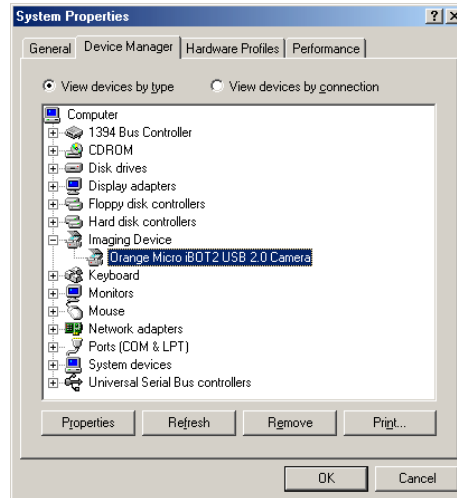 System Properties
General Device Manager Hardware Profiles Performance
View devices by type View devices by connection
Computer
1394 Bus Controller
CDROM
Disk drives
Display adapters
Floppy disk controllers
Hard disk controllers
Imaging Device
Orange Micro iBOT2 USB 2.0 Camera
Keyboard
Monitors
Mouse
Network adapters
Ports (COM & LPT)
System devices
Universal Serial Bus controllers
Properties Refresh Remove Print...
OK Cancel